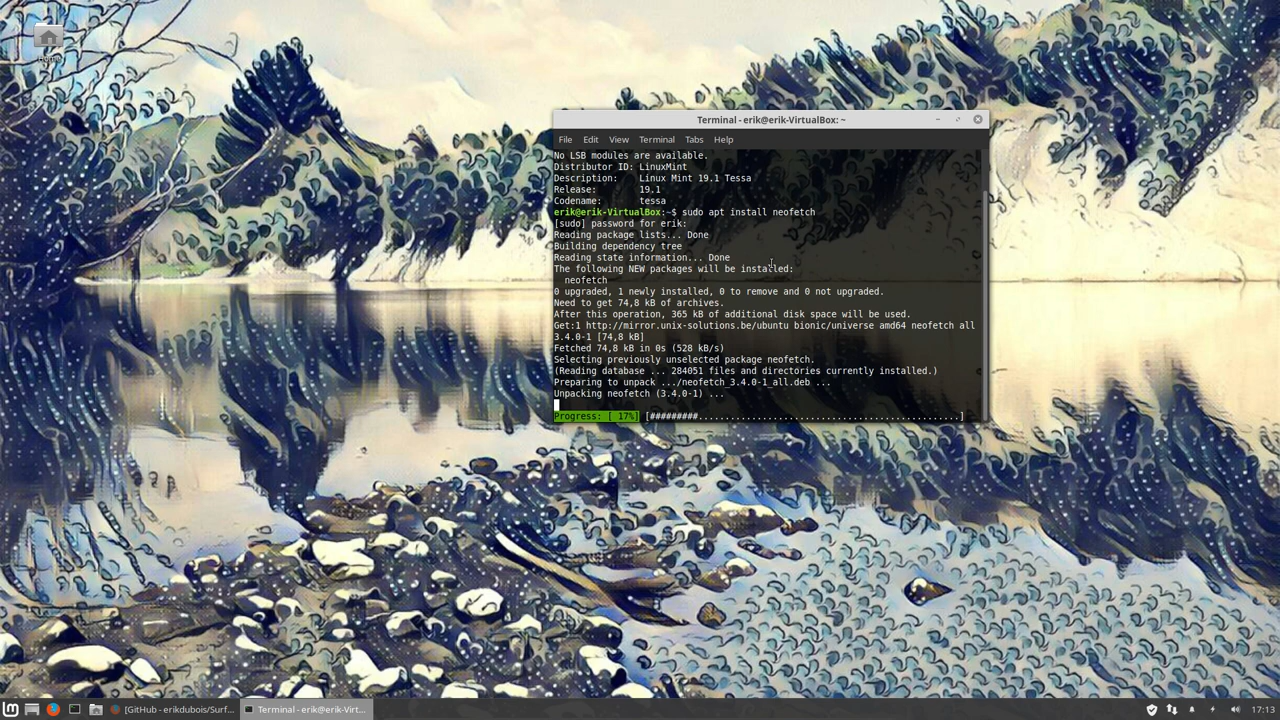 Home
Terminal - erik@erik-VirtualBox: ~
File Edit View Terminal Tabs Help
No LSB modules are available.
Distributor ID: LinuxMint
Description:    Linux Mint 19.1 Tessa
Release:        19.1
Codename:       tessa
erik@erik-VirtualBox:~$ sudo apt install neofetch
[sudo] password for erik:
Reading package lists... Done
Building dependency tree
Reading state information... Done
The following NEW packages will be installed:
  neofetch
0 upgraded, 1 newly installed, 0 to remove and 0 not upgraded.
Need to get 74,8 kB of archives.
After this operation, 365 kB of additional disk space will be used.
Get:1 http://mirror.unix-solutions.be/ubuntu bionic/universe amd64 neofetch all
3.4.0-1 [74,8 kB]
Fetched 74,8 kB in 0s (528 kB/s)
Selecting previously unselected package neofetch.
(Reading database ... 284051 files and directories currently installed.)
Preparing to unpack .../neofetch_3.4.0-1_all.deb ...
Unpacking neofetch (3.4.0-1) ...
Progress: [ 17%] [#########.................................................]
[GitHub - erikdubois/Surf... Terminal - erik@erik-Virt... 17:13